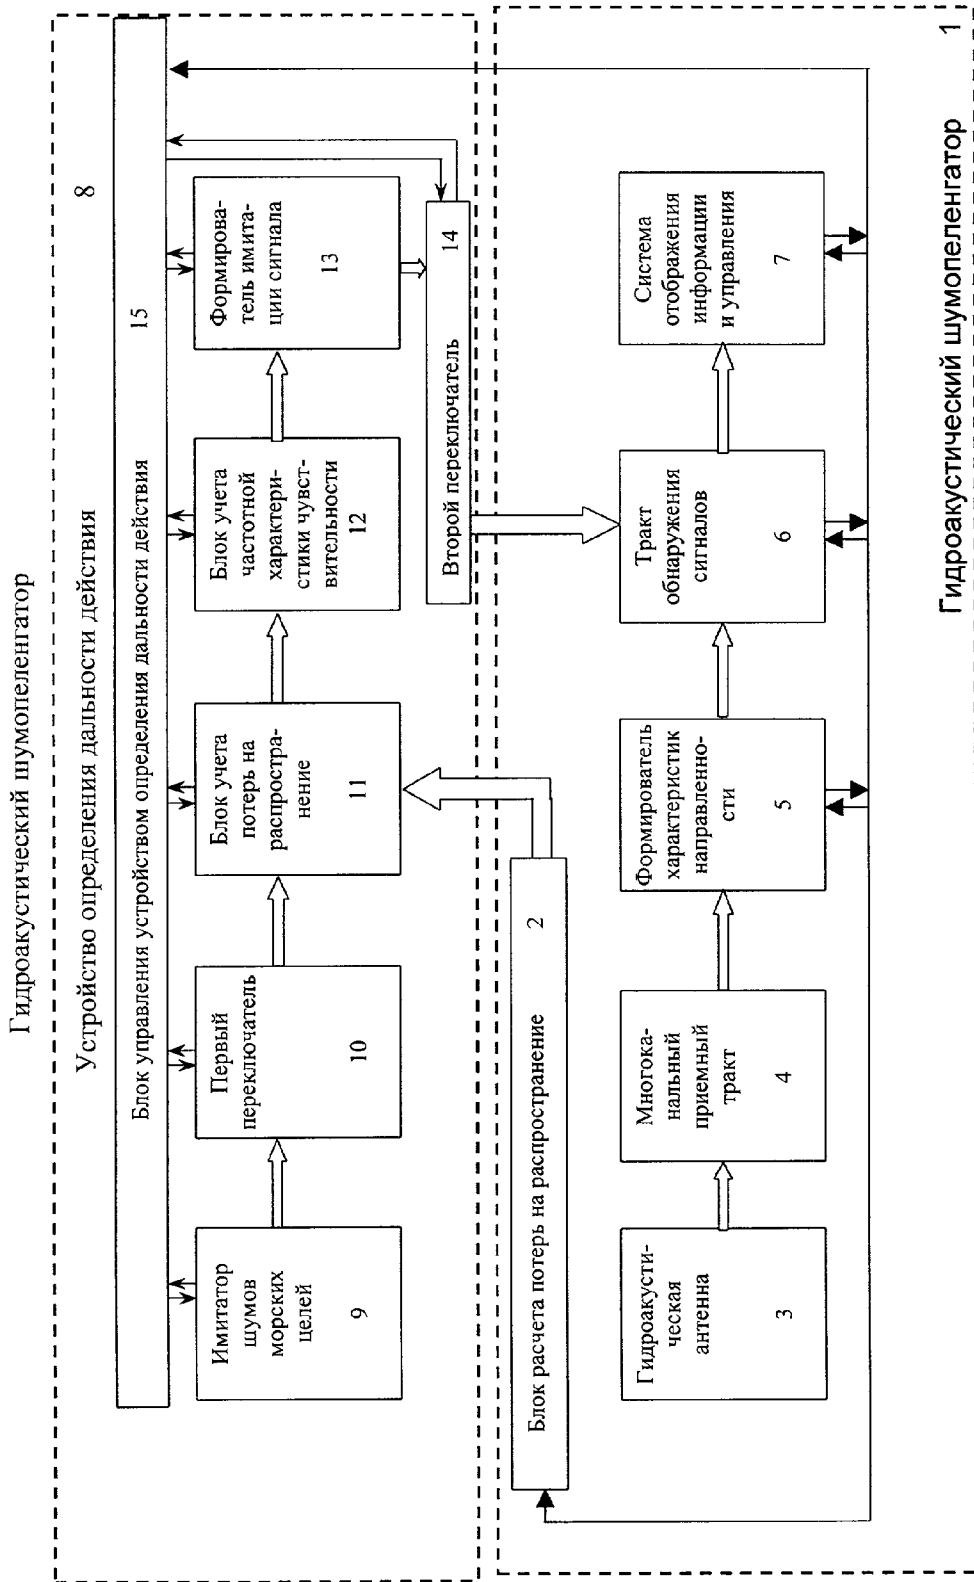 Гидроакустический шумопеленгатор
Устройство определения дальности действия
8
Блок управления устройством определения дальности действия
15
Имитатор
шумов
морских
целей
9
Первый
переключатель
10
Блок учета
потерь на
распростра-
нение
11
Блок учета
частотной
характери-
стики чувст-
вительности
12
Формирова-
тель имита-
ции сигнала
13
Второй переключатель
14
Блок расчета потерь на распространение
2
Гидроакусти-
ческая
антенна
3
Многока-
нальный
приемный
тракт
4
Формирователь
характеристик
направленно-
сти
5
Тракт
обнаружения
сигналов
6
Система
отображения
информации
и управления
7
Гидроакустический шумопеленгатор
1